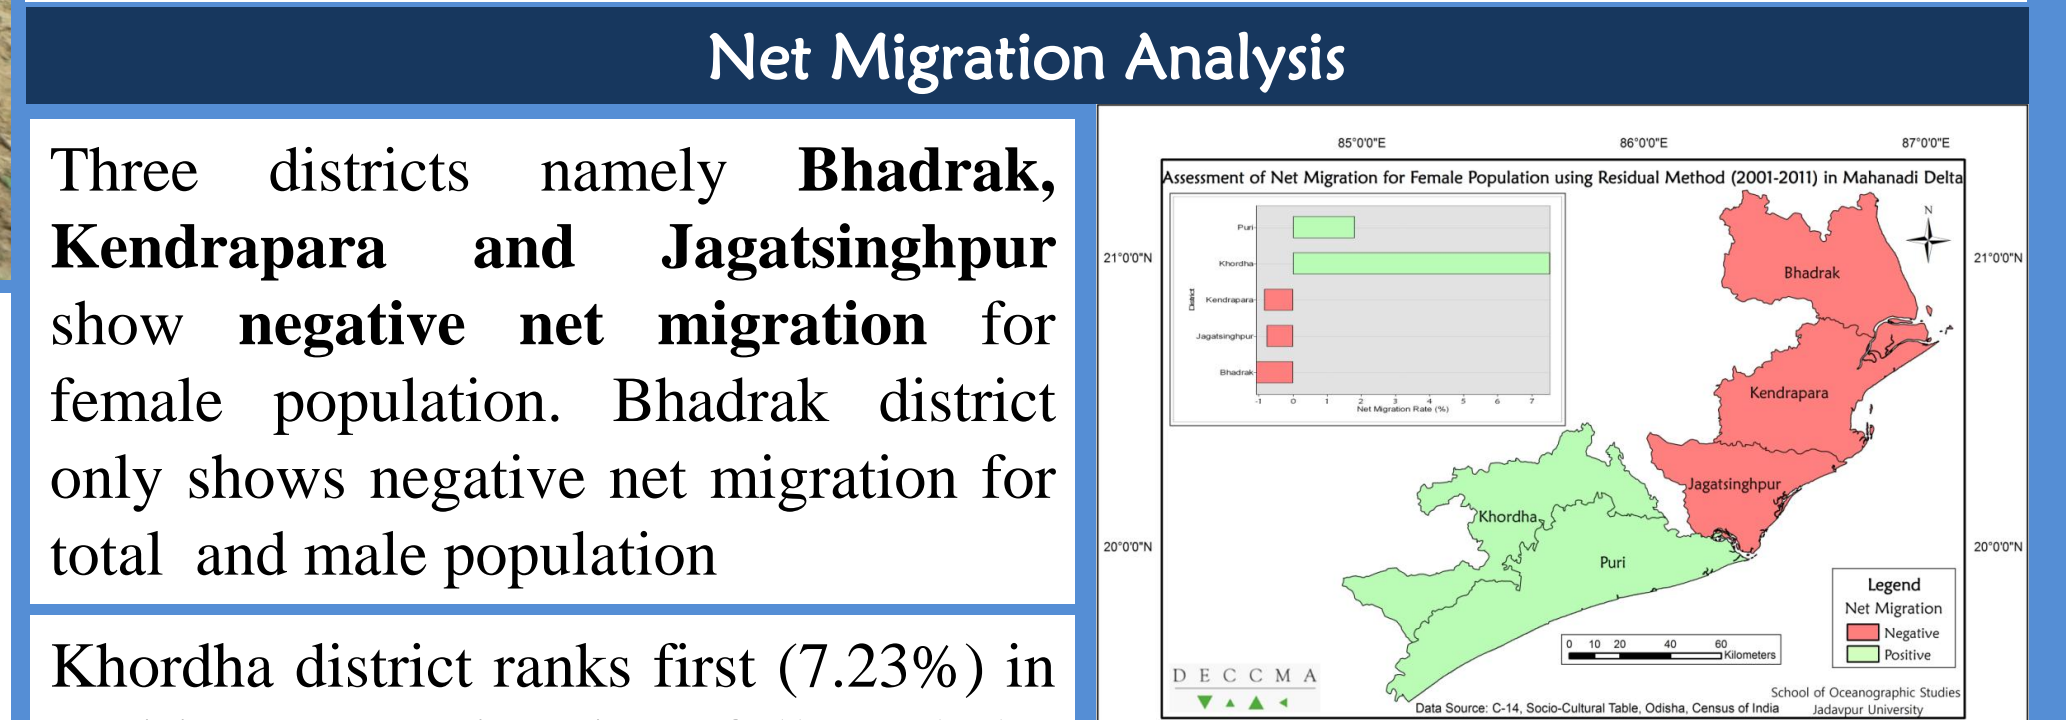 Net Migration Analysis
Three districts namely Bhadrak,
Kendrapara and Jagatsinghpur
show negative net migration for
female population. Bhadrak district
only shows negative net migration for
total and male population
Khordha district ranks first (7.23%) in
85°0'0"E 86°0'0"E 87°0'0"E
Assessment of Net Migration for Female Population using Residual Method (2001-2011) in Mahanadi Delta
N
21°0'0"N 21°0'0"N
Puri
Khordha
Kendrapara
Jagatsinghpur
Bhadrak
District
-1 0 1 2 3 4 5 6 7
Net Migration Rate (%)
Bhadrak
Kendrapara
Jagatsinghpur
Khordha
Puri
20°0'0"N 20°0'0"N
Legend
Net Migration
Negative
Positive
0 10 20 40 60
Kilometers
DECCMA
School of Oceanographic Studies
Jadavpur University
Data Source: C-14, Socio-Cultural Table, Odisha, Census of India